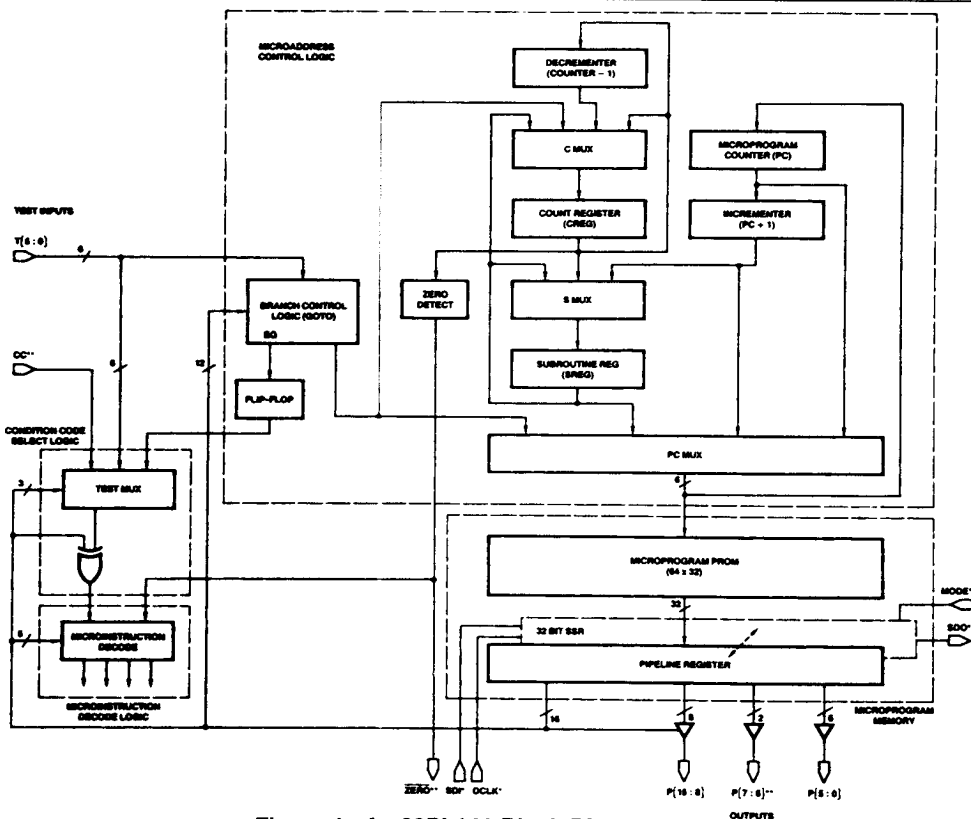 MICROADDRESS
CONTROL LOGIC
DECREMENTER
(COUNTER − 1)
C MUX
MICROPROGRAM
COUNTER (PC)
COUNT REGISTER
(CREG)
INCREMENTER
(PC + 1)
TEST INPUTS
T[5 : 0]
6
BRANCH CONTROL
LOGIC (GOTO)
EQ
ZERO
DETECT
S MUX
SUBROUTINE REG
(SREG)
CC**
6
12
FLIP-FLOP
CONDITION CODE
SELECT LOGIC
PC MUX
3
TEST MUX
6
MICROPROGRAM PROM
(64 x 32)
32
MODE*
SDO*
32 BIT SSR
5
MICROINSTRUCTION
DECODE
PIPELINE REGISTER
MICROINSTRUCTION
DECODE LOGIC
16
8
2
6
MICROPROGRAM
MEMORY
ZERO**
SDI*
DCLK*
P[15 : 8]
P[7 : 6]**
P[5 : 0]
OUTPUTS